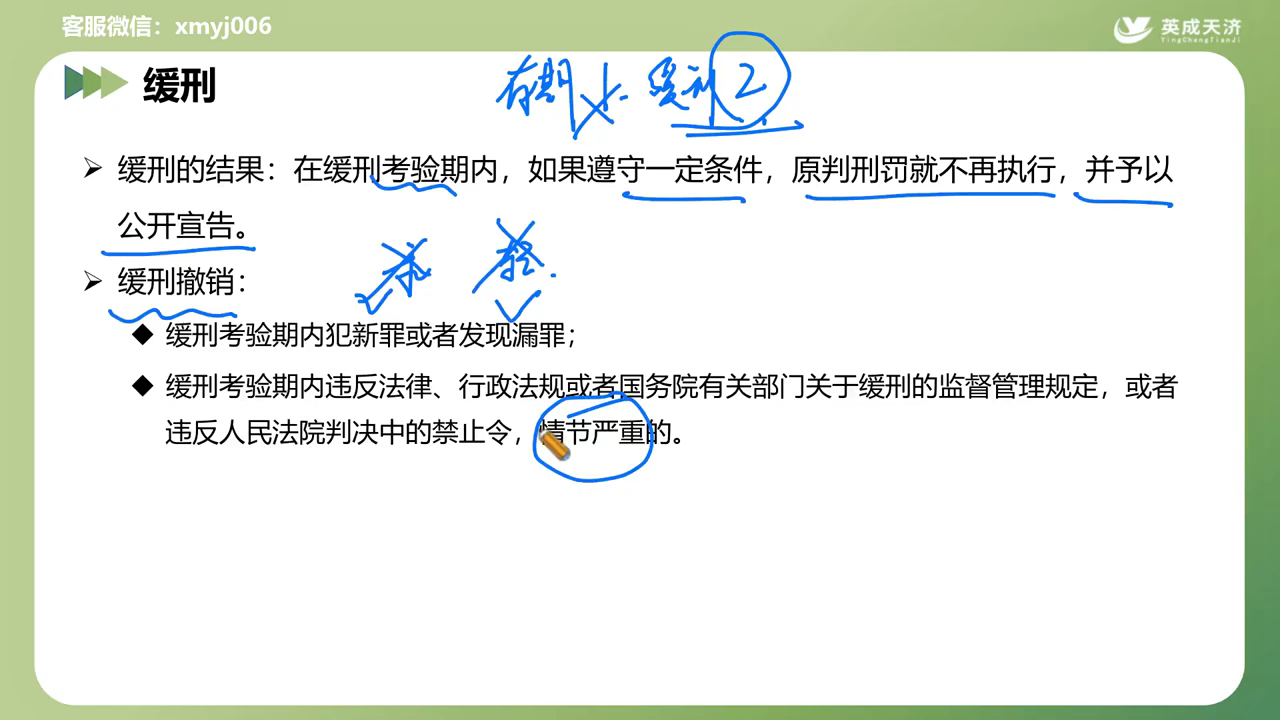 客服微信：xmyj006
英成天济
YingChengTianJi
缓刑
有期 缓刑 2
缓刑的结果：在缓刑考验期内，如果遵守一定条件，原判刑罚就不再执行，并予以
公开宣告。
缓刑撤销：
缓刑考验期内犯新罪或者发现漏罪；
缓刑考验期内违反法律、行政法规或者国务院有关部门关于缓刑的监督管理规定，或者
违反人民法院判决中的禁止令，情节严重的。